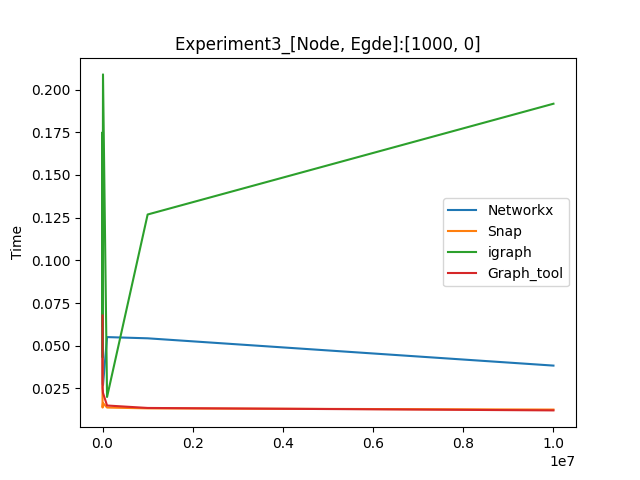 Experiment3_[Node, Egde]:[1000, 0]
Time
0.200
0.175
0.150
0.125
0.100
0.075
0.050
0.025
Networkx
Snap
igraph
Graph_tool
0.0 0.2 0.4 0.6 0.8 1.0
1e7